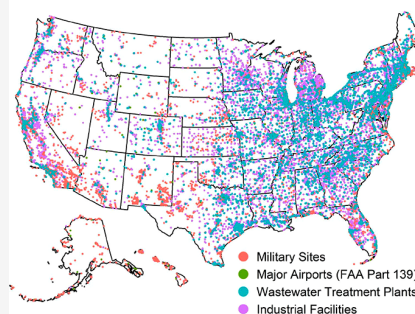 Military Sites
Major Airports (FAA Part 139)
Wastewater Treatment Plants
Industrial Facilities